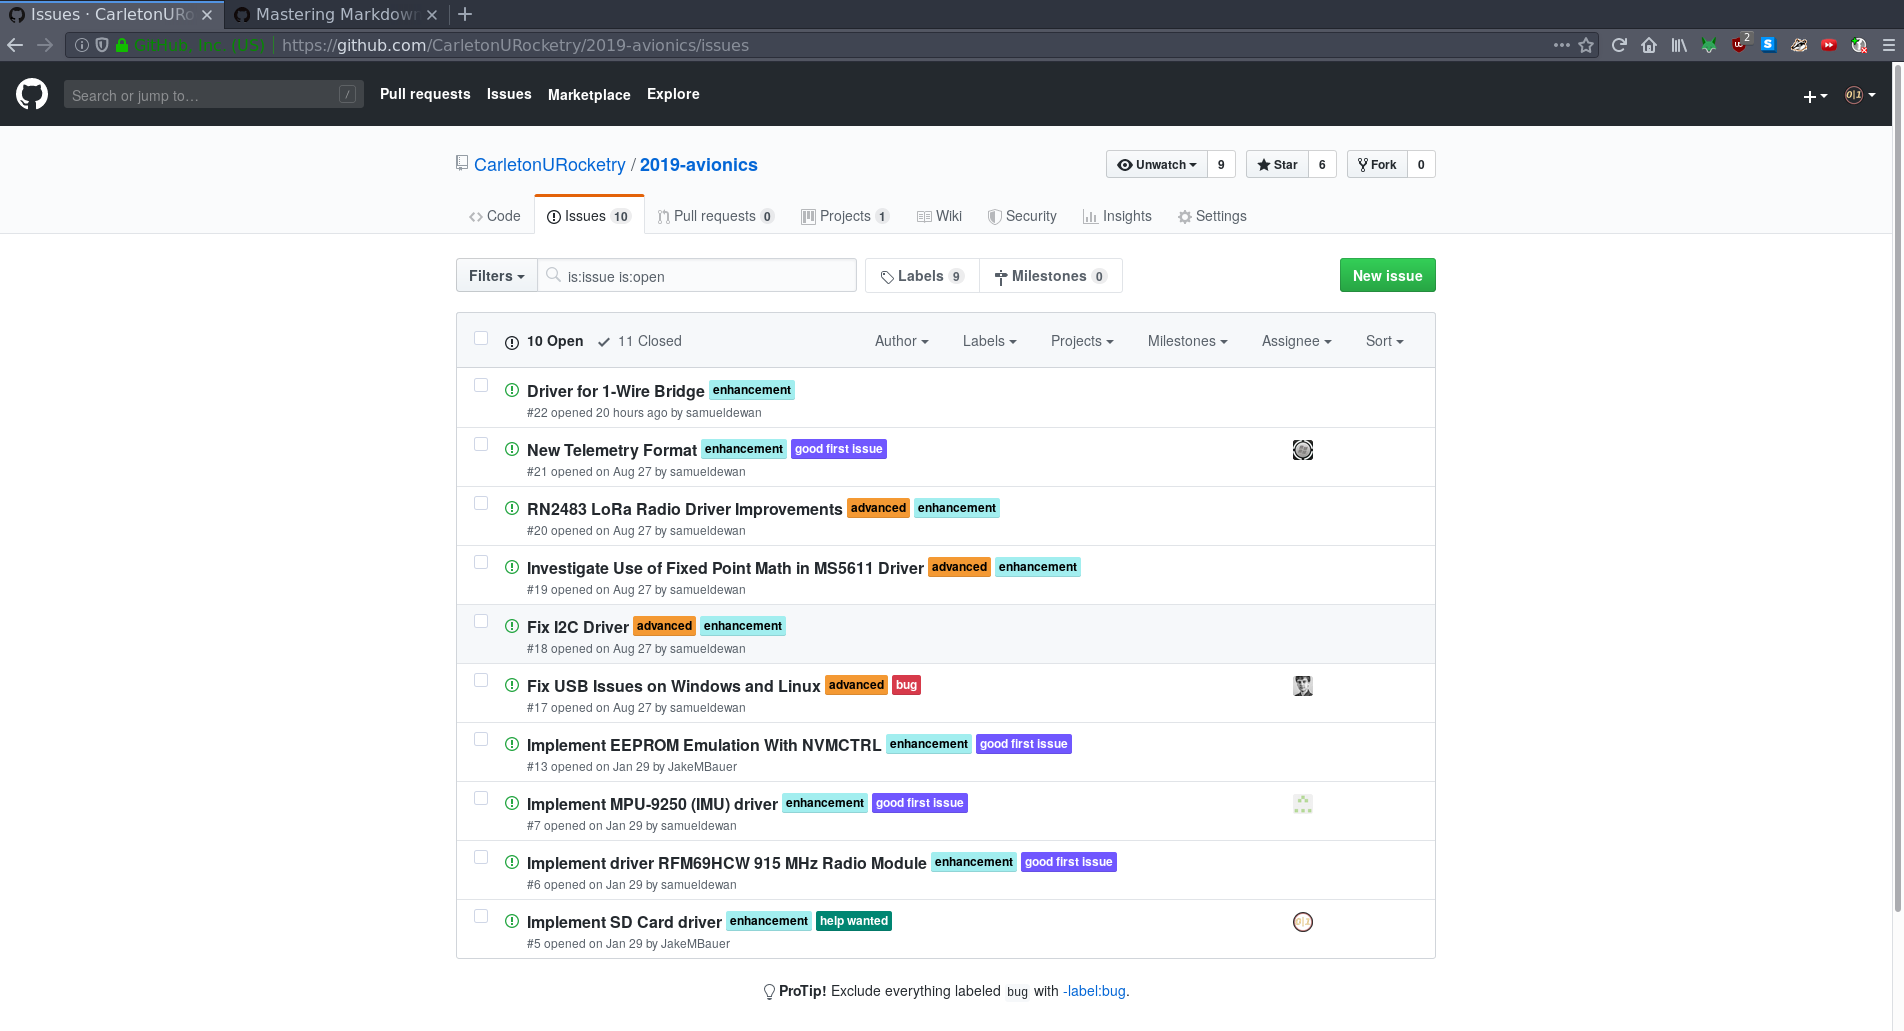 Issues · CarletonURo
Mastering Markdown
GitHub, Inc. (US) https://github.com/CarletonURocketry/2019-avionics/issues
2
Search or jump to… / Pull requests Issues Marketplace Explore
CarletonURocketry / 2019-avionics
Unwatch 9 Star 6 Fork 0
Code Issues 10 Pull requests 0 Projects 1 Wiki Security Insights Settings
Filters is:issue is:open Labels 9 Milestones 0 New issue
10 Open 11 Closed Author Labels Projects Milestones Assignee Sort
Driver for 1-Wire Bridge enhancement
#22 opened 20 hours ago by samueldewan
New Telemetry Format enhancement good first issue
#21 opened on Aug 27 by samueldewan
RN2483 LoRa Radio Driver Improvements advanced enhancement
#20 opened on Aug 27 by samueldewan
Investigate Use of Fixed Point Math in MS5611 Driver advanced enhancement
#19 opened on Aug 27 by samueldewan
Fix I2C Driver advanced enhancement
#18 opened on Aug 27 by samueldewan
Fix USB Issues on Windows and Linux advanced bug
#17 opened on Aug 27 by samueldewan
Implement EEPROM Emulation With NVMCTRL enhancement good first issue
#13 opened on Jan 29 by JakeMBauer
Implement MPU-9250 (IMU) driver enhancement good first issue
#7 opened on Jan 29 by samueldewan
Implement driver RFM69HCW 915 MHz Radio Module enhancement good first issue
#6 opened on Jan 29 by samueldewan
Implement SD Card driver enhancement help wanted
#5 opened on Jan 29 by JakeMBauer
ProTip! Exclude everything labeled bug with -label:bug.